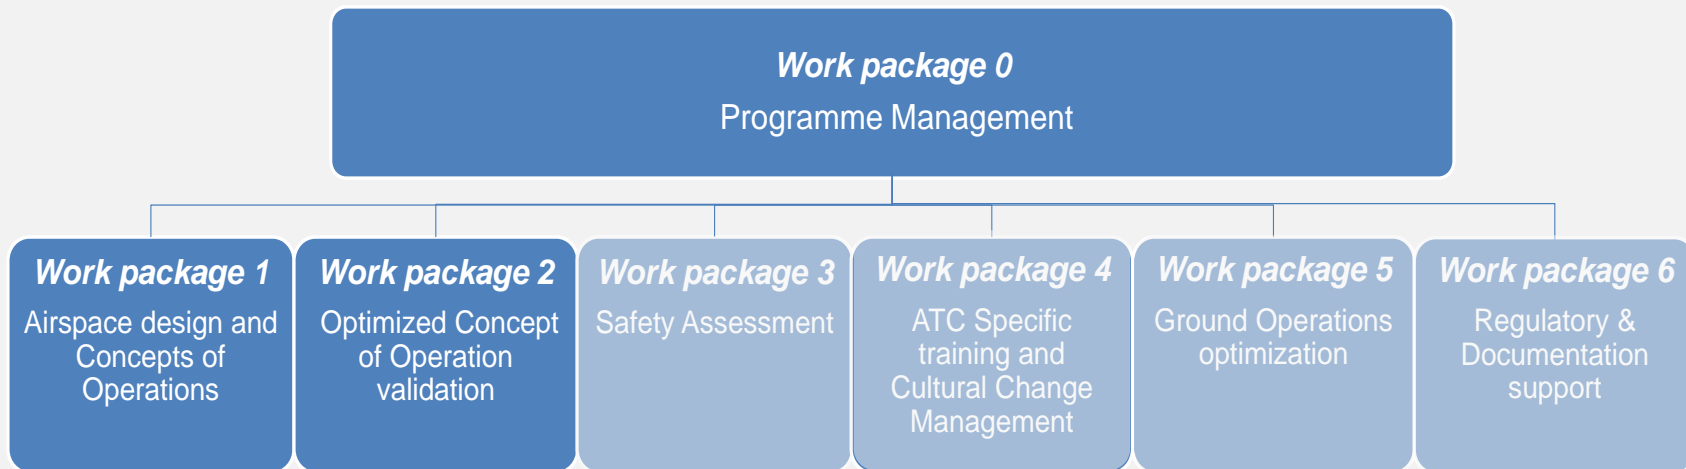 Work package 0
Programme Management
Work package 1
Airspace design and
Concepts of
Operations
Work package 2
Optimized Concept
of Operation
validation
Work package 3
Safety Assessment
Work package 4
ATC Specific
training and
Cultural Change
Management
Work package 5
Ground Operations
optimization
Work package 6
Regulatory &
Documentation
support